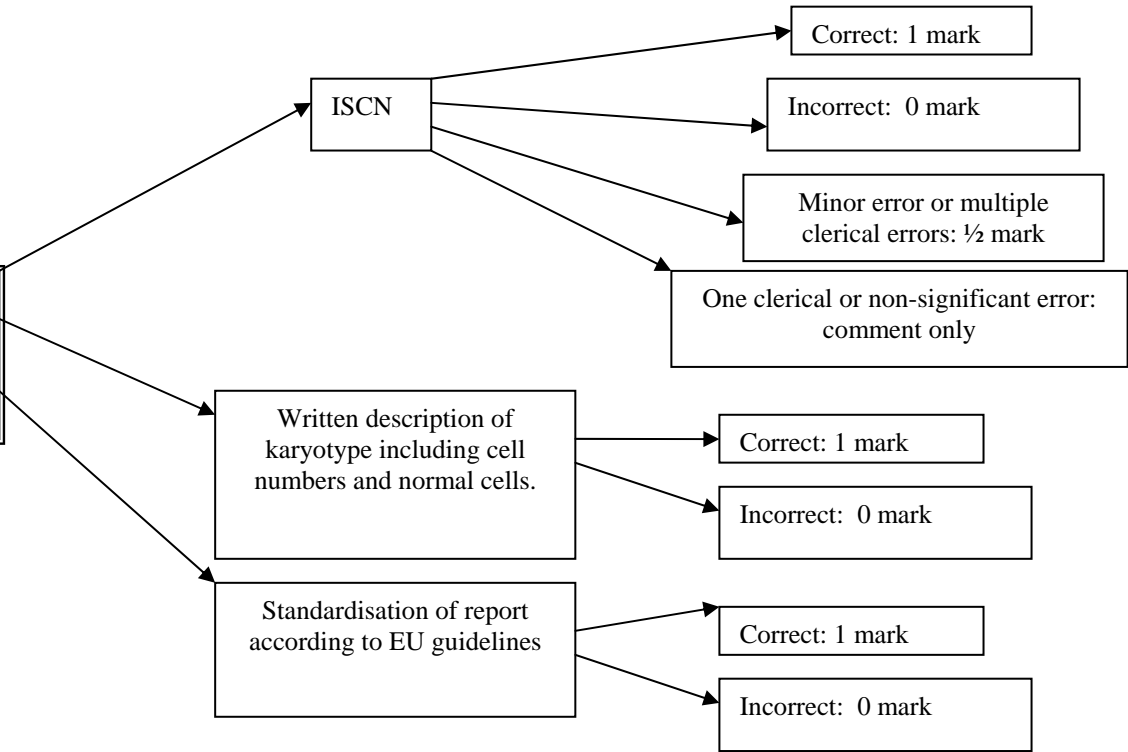 Correct: 1 mark
ISCN
Incorrect:  0 mark
Minor error or multiple
clerical errors: ½ mark
One clerical or non-significant error:
comment only
Written description of
karyotype including cell
numbers and normal cells.
Correct: 1 mark
Incorrect:  0 mark
Standardisation of report
according to EU guidelines
Correct: 1 mark
Incorrect:  0 mark